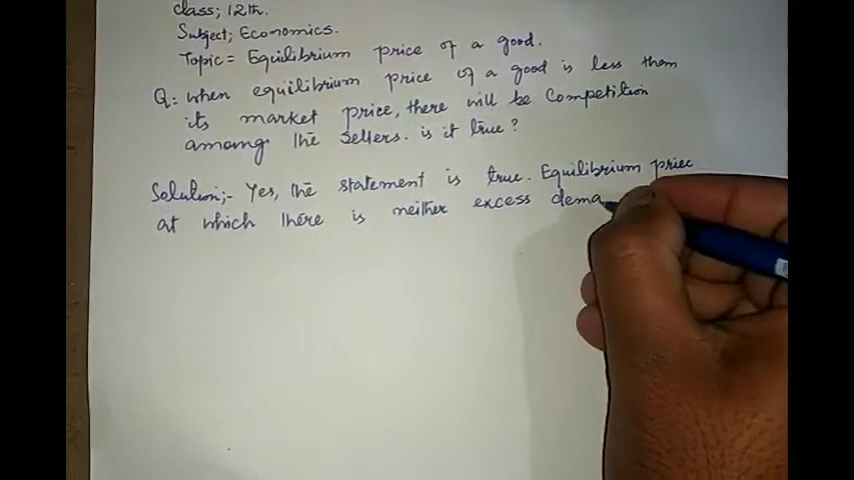 class; 12th.
Subject; Economics.
Topic = Equilibrium price of a good.
Q: when equilibrium price of a good is less them
its market price, there will be Competition
among the Sellers. is it true?
Solution;- Yes, the statement is true. Equilibrium priec
at which there is neither excess dema